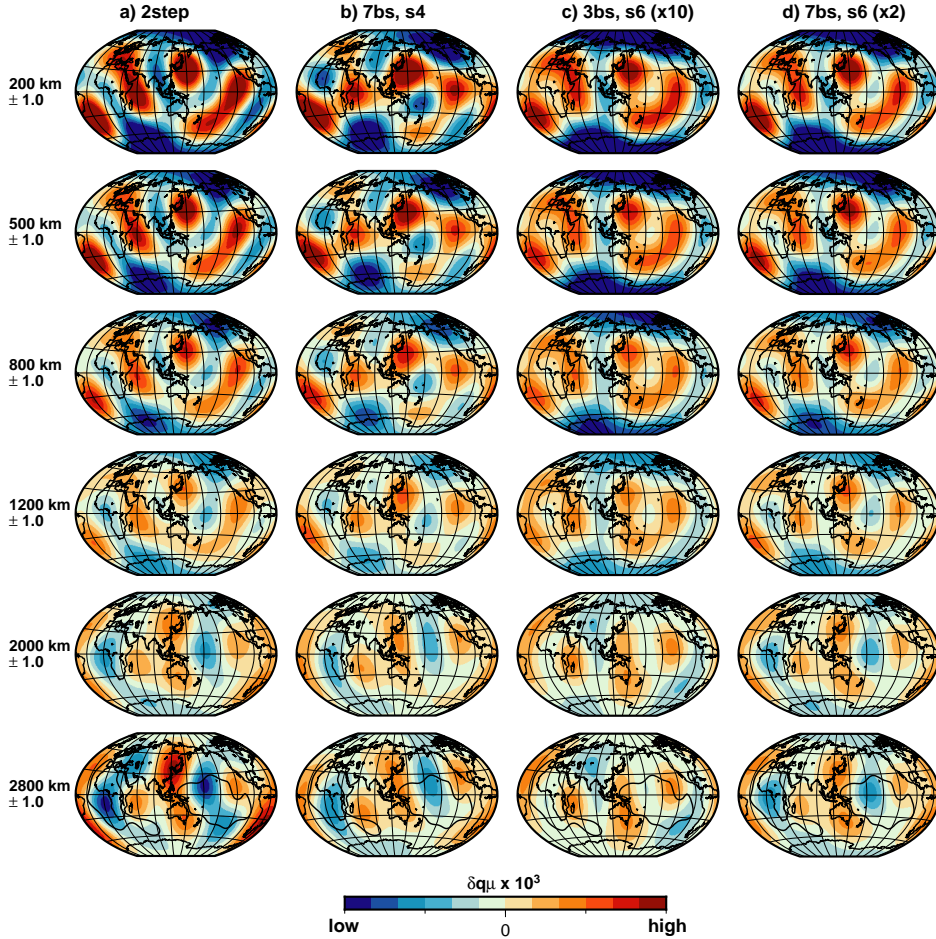 a) 2step b) 7bs, s4 c) 3bs, s6 (x10) d) 7bs, s6 (x2)
200 km
± 1.0
500 km
± 1.0
800 km
± 1.0
1200 km
± 1.0
2000 km
± 1.0
2800 km
± 1.0
δqμ x 10³
low 0 high